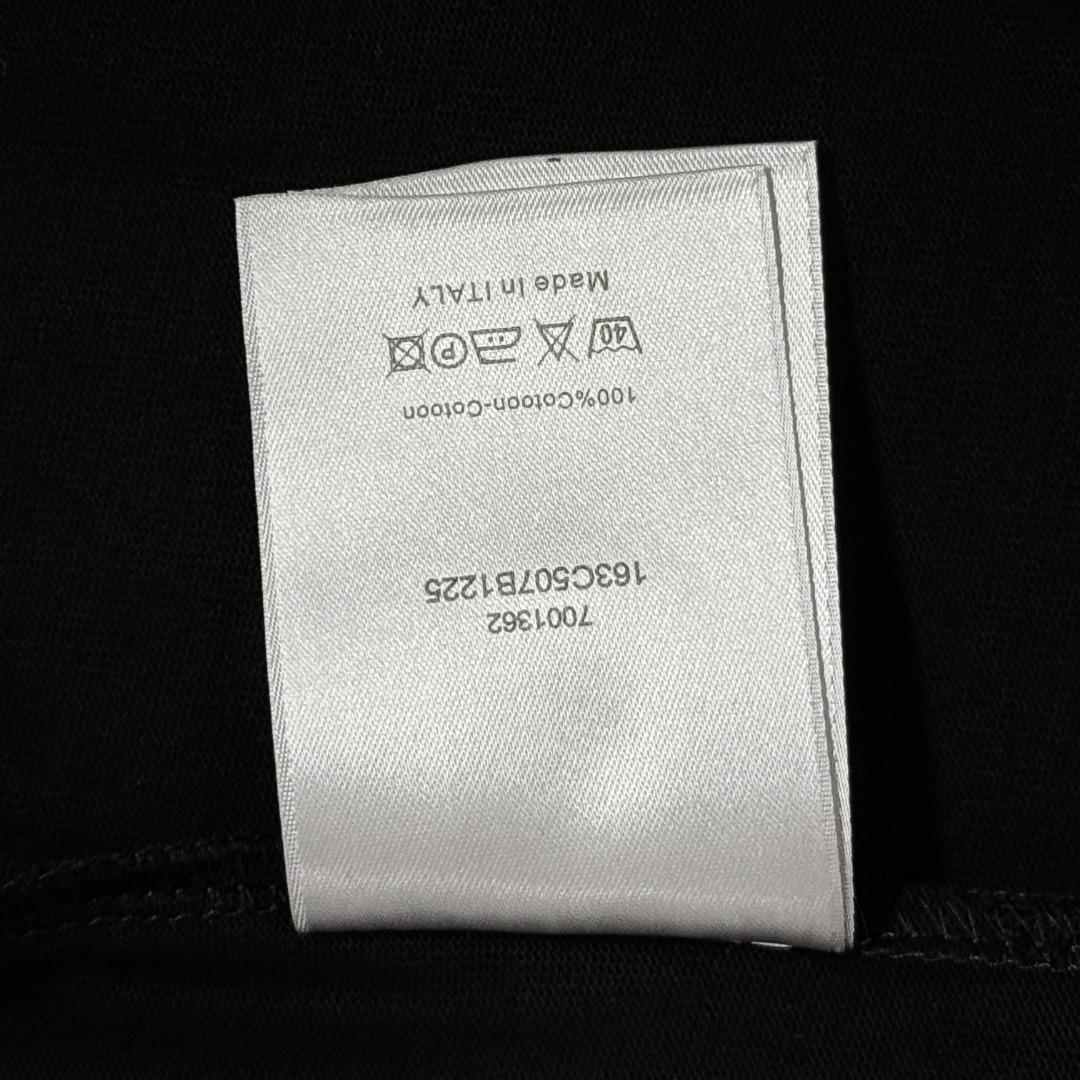 7001362
163C507B1225
100%Cotoon-Cotoon
40 P
Made In ITALY